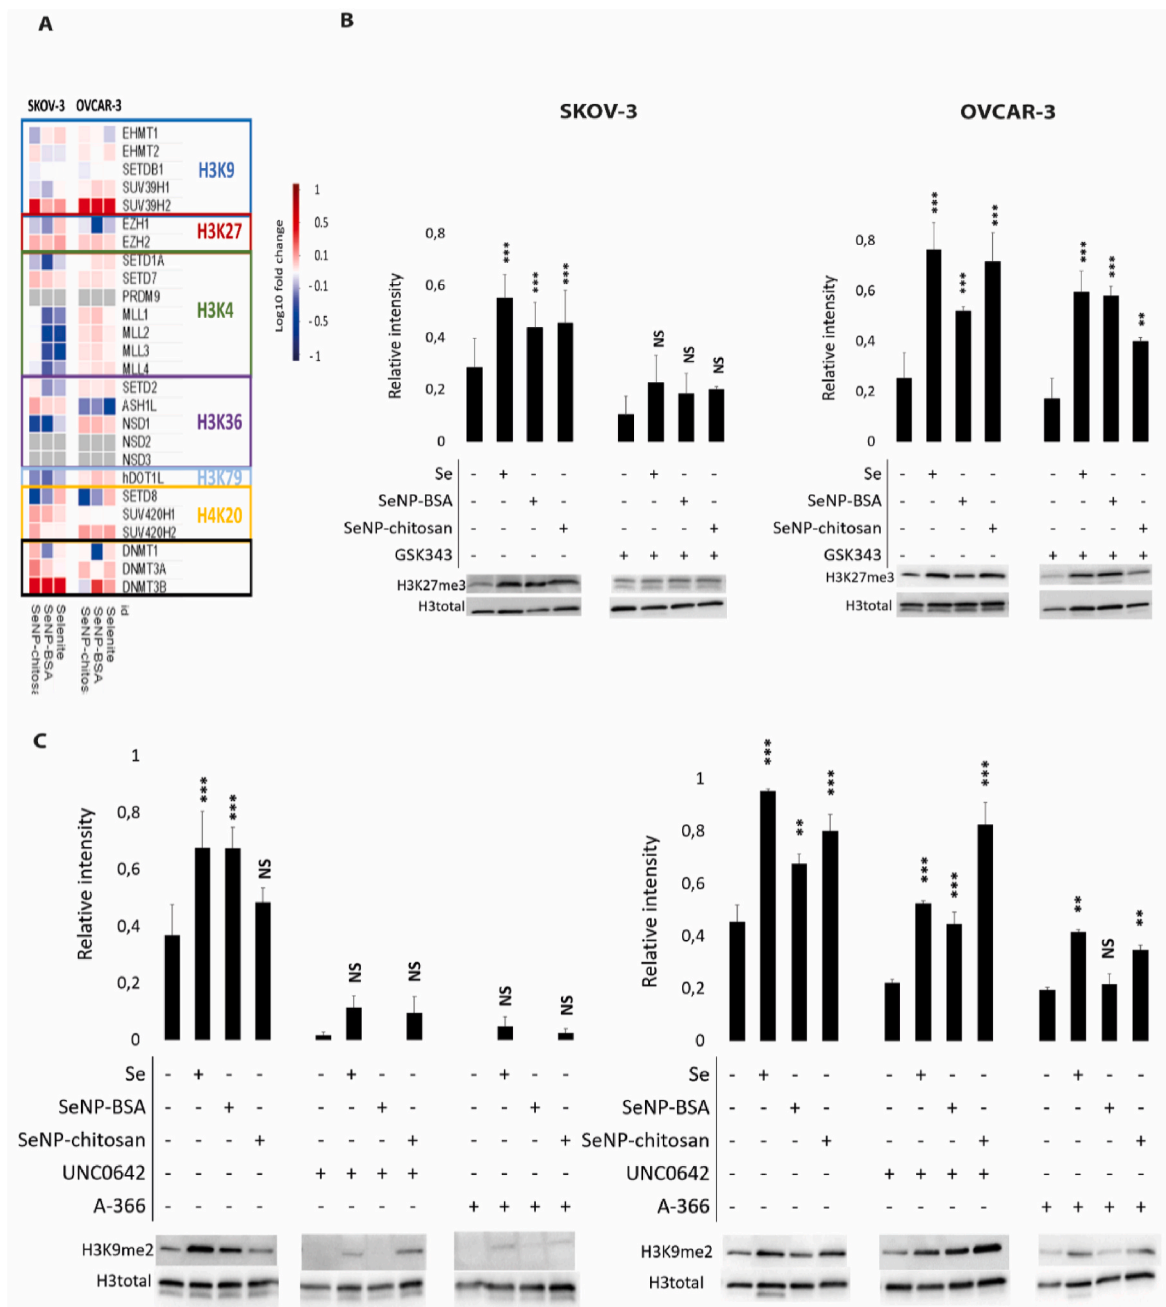 A
B
SKOV-3 OVCAR-3
EHMT1
EHMT2
SETDB1
SUV39H1
SUV39H2
H3K9
EZH1
EZH2
H3K27
SETD1A
SETD7
PRDM9
MLL1
MLL2
MLL3
MLL4
H3K4
SETD2
ASH1L
NSD1
NSD2
NSD3
H3K36
hDOT1L
H3K79
SETD8
SUV420H1
SUV420H2
H4K20
DNMT1
DNMT3A
DNMT3B
SeNP-chitosa
SeNP-BSA
Selenite
SeNP-chitos
SeNP-BSA
Selenite
id
Log10 fold change
1
0.5
0.1
-0.1
-0.5
-1
SKOV-3
Relative intensity
0,8
0,6
0,4
0,2
0
*** *** ***
NS NS NS
Se - + - - - + - -
SeNP-BSA - - + - - - + -
SeNP-chitosan - - - + - - - +
GSK343 - - - - + + + +
H3K27me3
H3total
OVCAR-3
Relative intensity
0,8
0,6
0,4
0,2
0
*** *** ***
*** *** **
Se - + - - - + - -
SeNP-BSA - - + - - - + -
SeNP-chitosan - - - + - - - +
GSK343 - - - - + + + +
H3K27me3
H3total
C
Relative intensity
1
0,8
0,6
0,4
0,2
0
*** *** NS
NS NS
NS NS
Se - + - - - + - - - + - -
SeNP-BSA - - + - - - + - - - + -
SeNP-chitosan - - - + - - - + - - - +
UNC0642 - - - - + + + + - - - -
A-366 - - - - - - - - + + + +
H3K9me2
H3total
Relative intensity
1
0,8
0,6
0,4
0,2
0
*** ** ***
*** *** ***
** NS **
Se - + - - - + - - - + - -
SeNP-BSA - - + - - - + - - - + -
SeNP-chitosan - - - + - - - + - - - +
UNC0642 - - - - + + + + - - - -
A-366 - - - - - - - - + + + +
H3K9me2
H3total